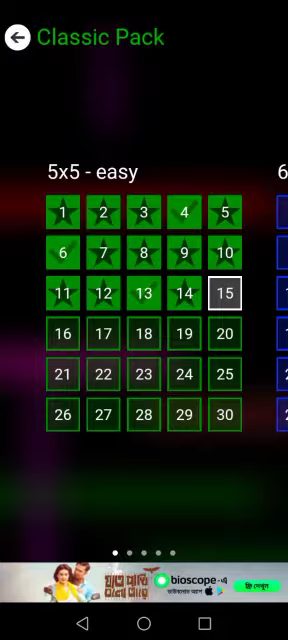 Classic Pack
5x5 - easy
6
1 2 3 4 5
6 7 8 9 10
11 12 13 14 15
16 17 18 19 20
21 22 23 24 25
26 27 28 29 30
bioscope-এ